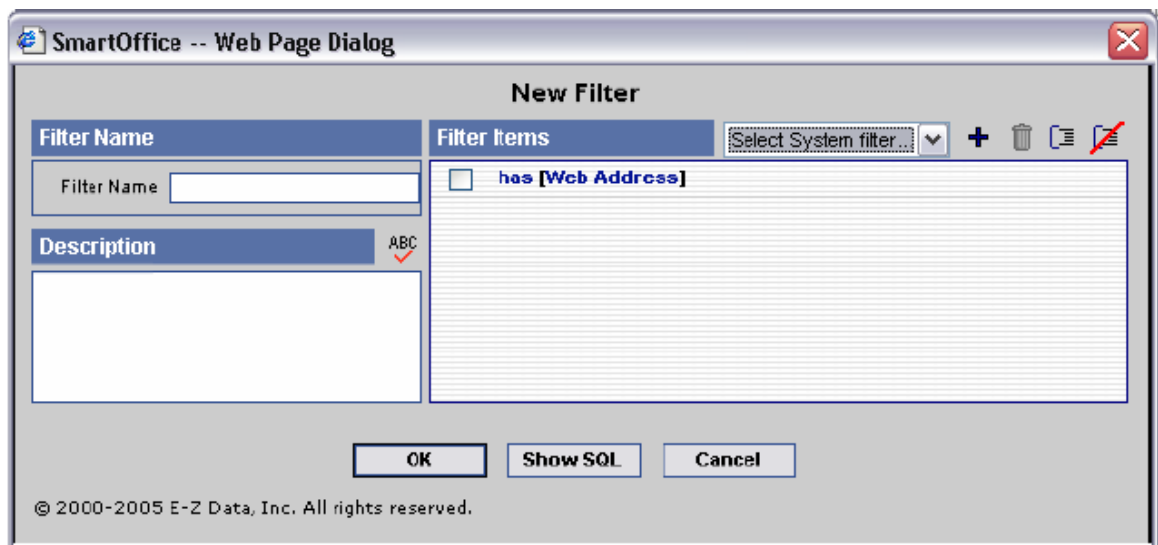 SmartOffice -- Web Page Dialog
New Filter
Filter Name
Filter Name
Description
ABC
Filter Items
Select System filter...
has [Web Address]
OK
Show SQL
Cancel
© 2000-2005 E-Z Data, Inc. All rights reserved.